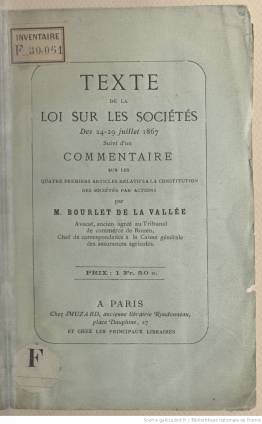 INVENTAIRE
F 39.051
TEXTE
DE LA
LOI SUR LES SOCIÉTÉS
Des 24-29 juillet 1867
Suivi d'un
COMMENTAIRE
SUR LES
QUATRE PREMIERS ARTICLES RELATIFS A LA CONSTITUTION
DES SOCIÉTÉS PAR ACTIONS
par
M. BOURLET DE LA VALLÉE
Avocat, ancien agréé au Tribunal
de commerce de Rouen,
Chef de correspondance à la Caisse générale
des assurances agricoles.
PRIX : 1 Fr. 50 c.
A PARIS
Chez IMUZARD, ancienne librairie Rondonneau,
place Dauphine, 17
ET CHEZ LES PRINCIPAUX LIBRAIRES
F
Source gallica.bnf.fr / Bibliothèque nationale de France